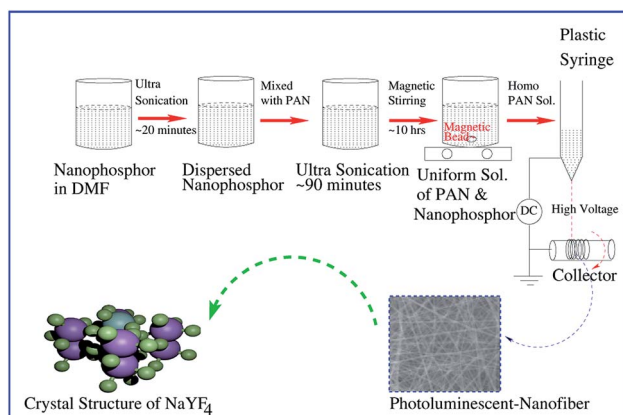 Plastic
Syringe
Ultra
Sonication
~20 minutes
Mixed
with PAN
Magnetic
Stirring
~10 hrs
Homo
PAN Sol.
Magnetic
Bead
Nanophosphor
in DMF
Dispersed
Nanophosphor
Ultra Sonication
~90 minutes
Uniform Sol.
of PAN &
Nanophosphor
DC
High Voltage
Collector
Crystal Structure of NaYF4
Photoluminescent-Nanofiber